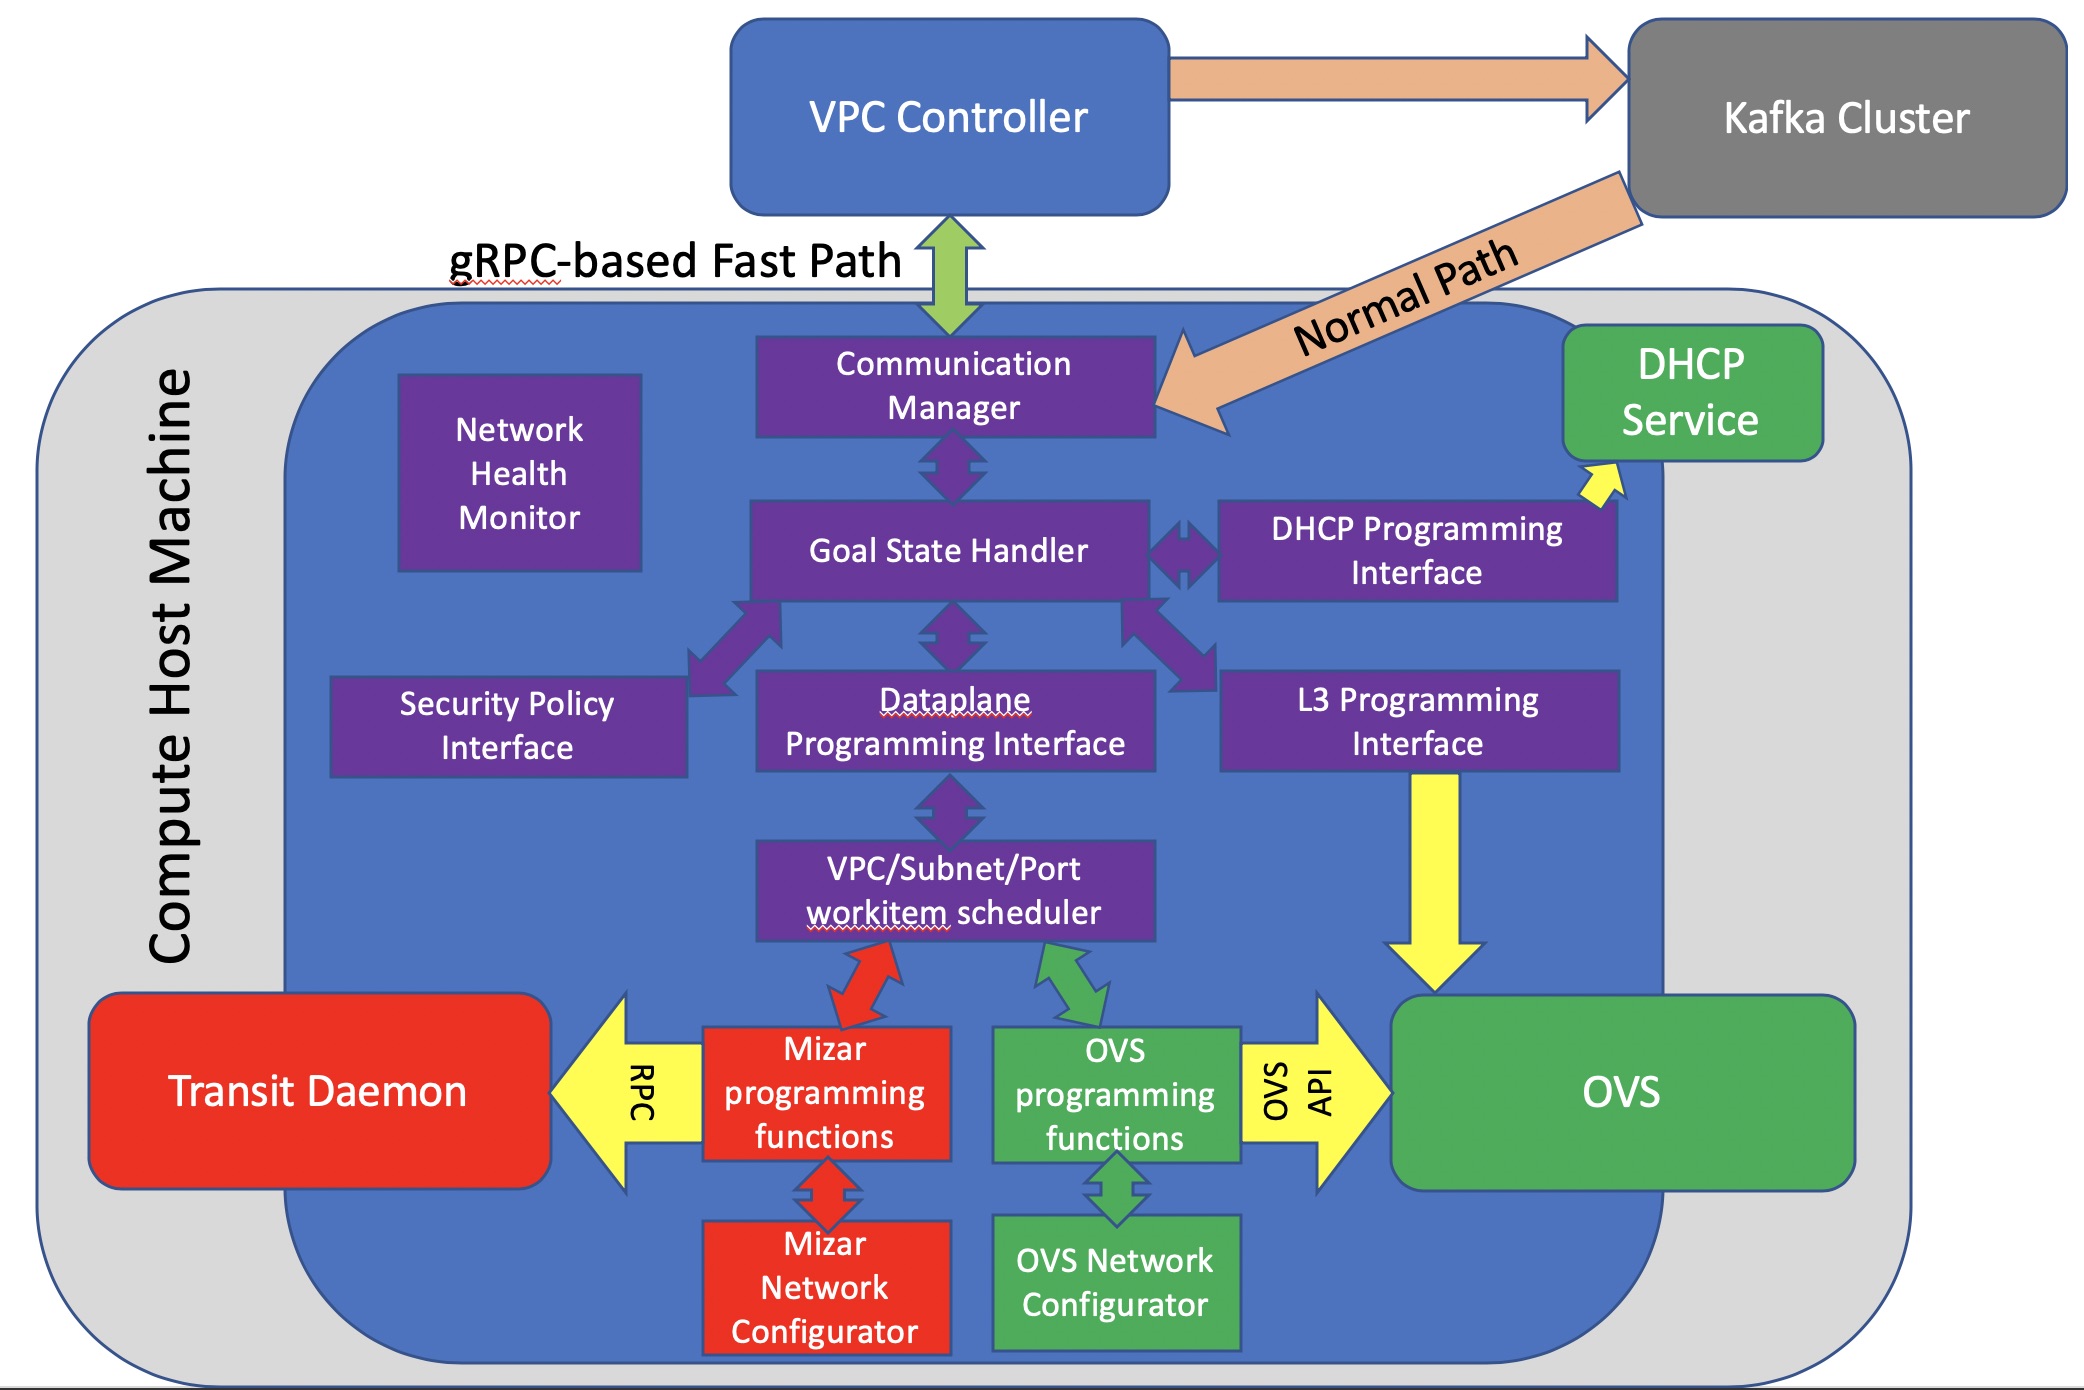 VPC Controller
Kafka Cluster
gRPC-based Fast Path
Normal Path
Compute Host Machine
Communication
Manager
DHCP
Service
Network
Health
Monitor
Goal State Handler
DHCP Programming
Interface
Security Policy
Interface
Dataplane
Programming Interface
L3 Programming
Interface
VPC/Subnet/Port
workitem scheduler
Transit Daemon
RPC
Mizar
programming
functions
OVS
programming
functions
OVS
API
OVS
Mizar
Network
Configurator
OVS Network
Configurator